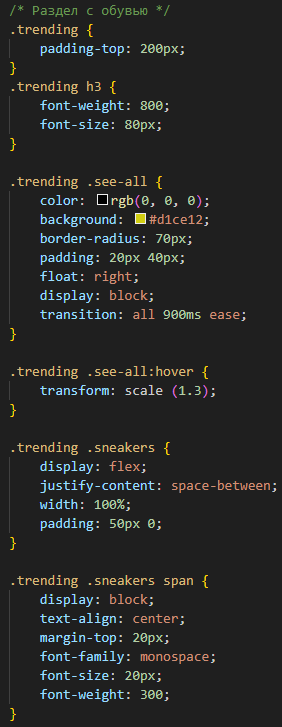 /* Раздел с обувью */
.trending {
padding-top: 200px;
}
.trending h3 {
font-weight: 800;
font-size: 80px;
}
.trending .see-all {
color: rgb(0, 0, 0);
background: #d1ce12;
border-radius: 70px;
padding: 20px 40px;
float: right;
display: block;
transition: all 900ms ease;
}
.trending .see-all:hover {
transform: scale (1.3);
}
.trending .sneakers {
display: flex;
justify-content: space-between;
width: 100%;
padding: 50px 0;
}
.trending .sneakers span {
display: block;
text-align: center;
margin-top: 20px;
font-family: monospace;
font-size: 20px;
font-weight: 300;
}